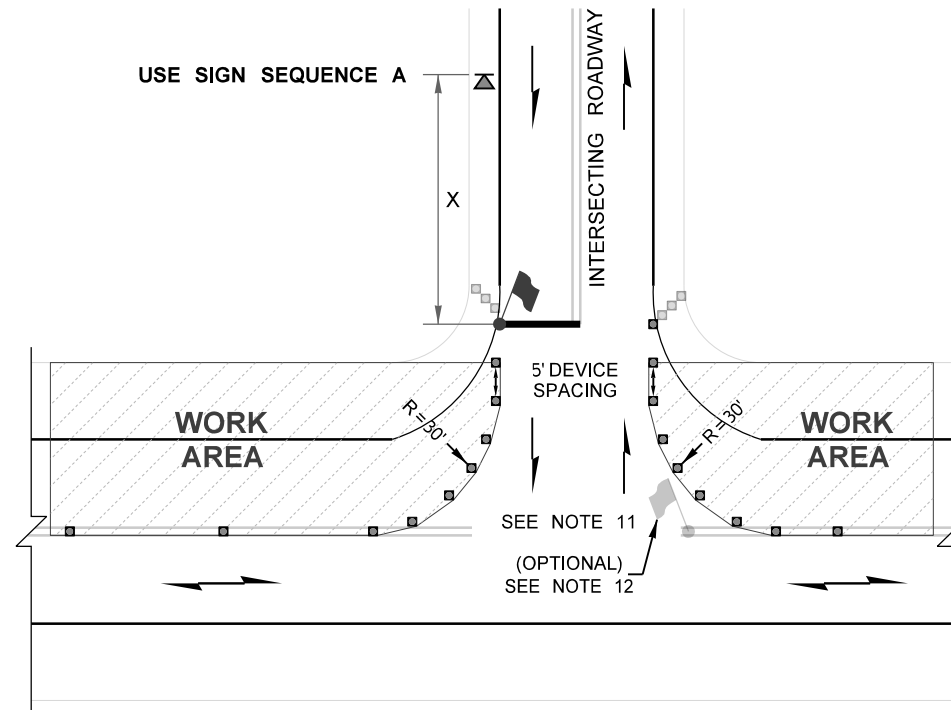 USE SIGN SEQUENCE A
X
INTERSECTING ROADWAY
5' DEVICE
SPACING
R=30'
R=30'
WORK
AREA
WORK
AREA
SEE NOTE 11
(OPTIONAL)
SEE NOTE 12